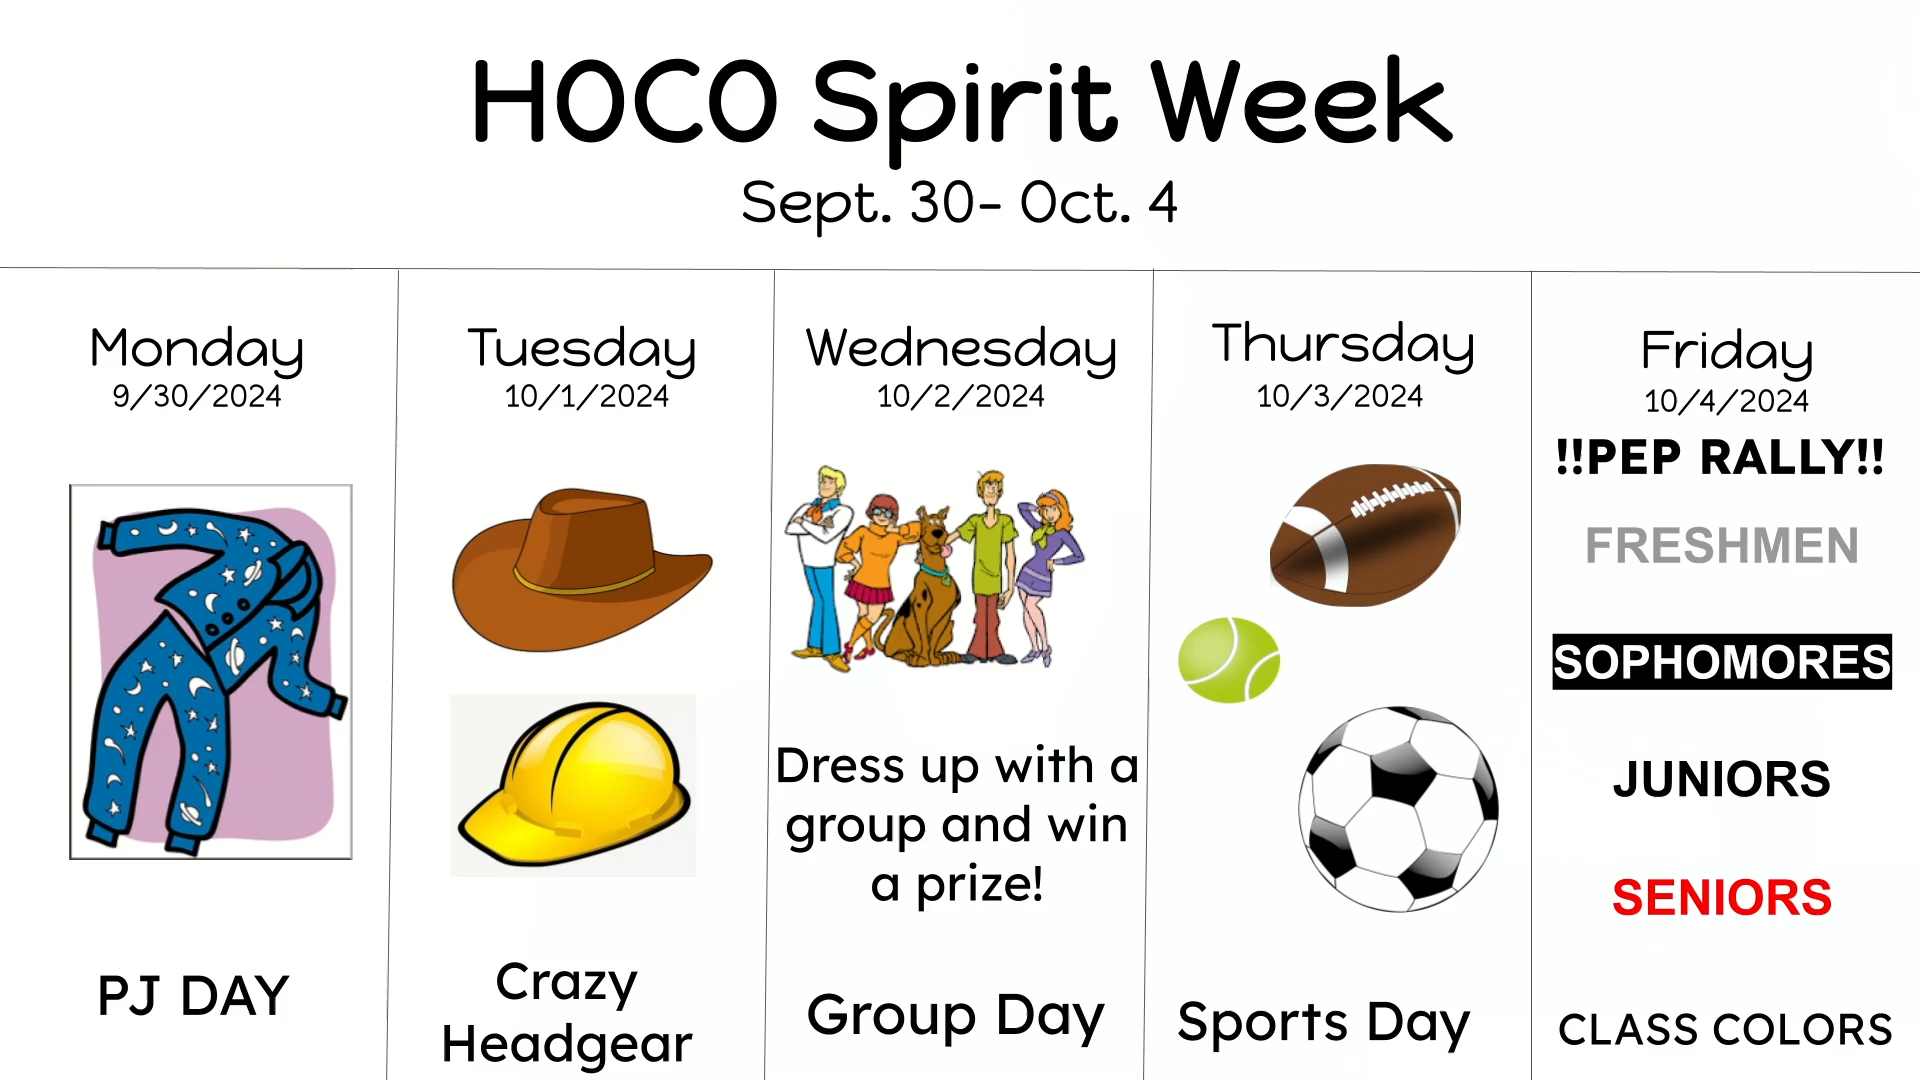 HOCO Spirit Week
Sept. 30- Oct. 4
Monday
9/30/2024
PJ DAY
Tuesday
10/1/2024
Crazy
Headgear
Wednesday
10/2/2024
Dress up with a
group and win
a prize!
Group Day
Thursday
10/3/2024
Sports Day
Friday
10/4/2024
!!PEP RALLY!!
FRESHMEN
SOPHOMORES
JUNIORS
SENIORS
CLASS COLORS